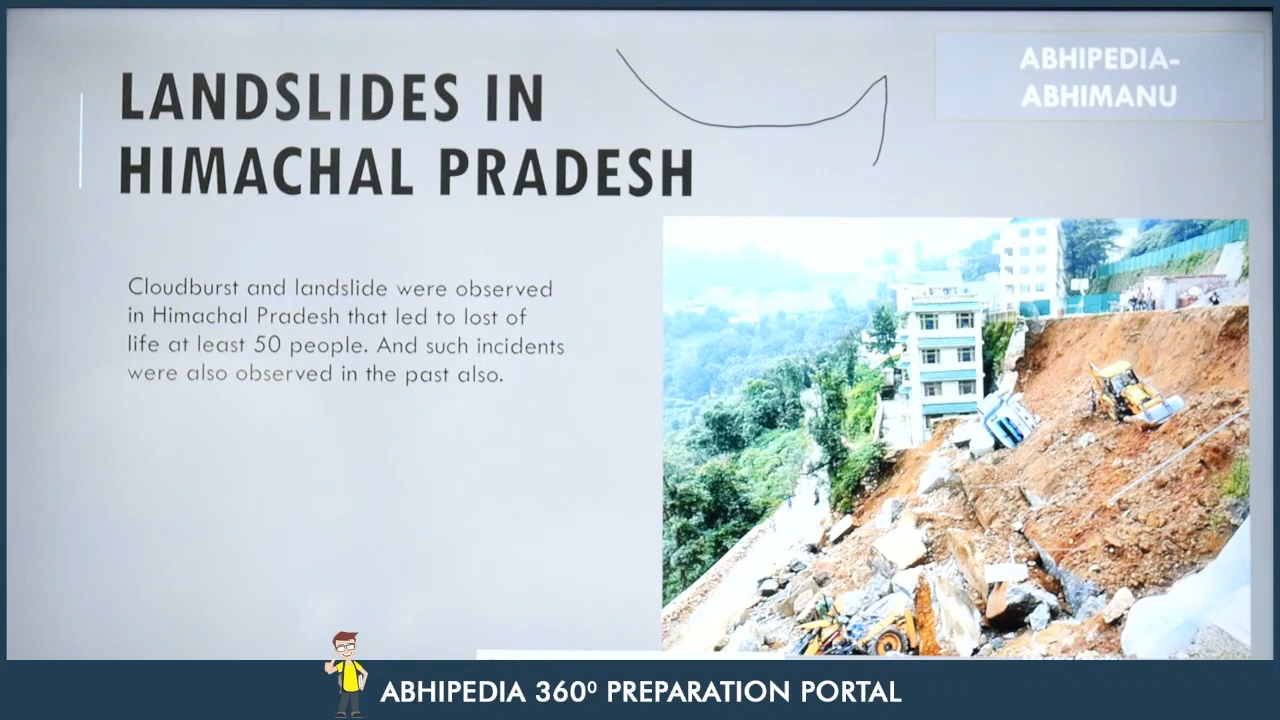 LANDSLIDES IN
HIMACHAL PRADESH
ABHIPEDIA-
ABHIMANU
Cloudburst and landslide were observed
in Himachal Pradesh that led to lost of
life at least 50 people. And such incidents
were also observed in the past also.
ABHIPEDIA 360⁰ PREPARATION PORTAL